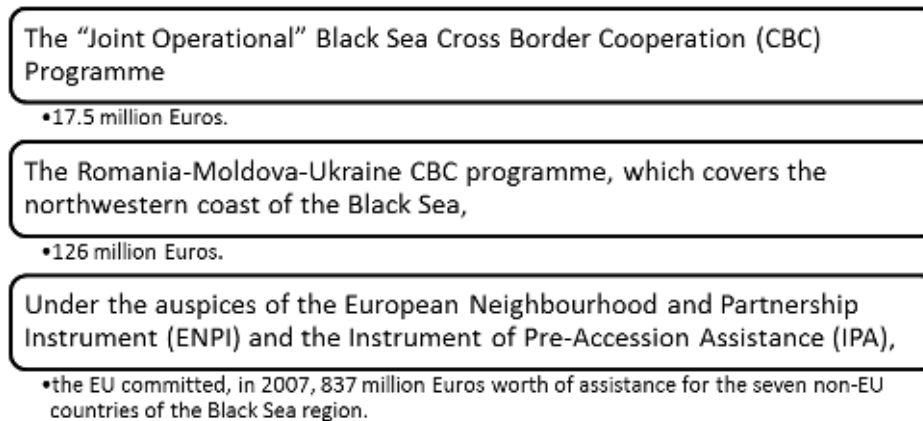 The “Joint Operational” Black Sea Cross Border Cooperation (CBC)
Programme
•17.5 million Euros.
The Romania-Moldova-Ukraine CBC programme, which covers the
northwestern coast of the Black Sea,
•126 million Euros.
Under the auspices of the European Neighbourhood and Partnership
Instrument (ENPI) and the Instrument of Pre-Accession Assistance (IPA),
•the EU committed, in 2007, 837 million Euros worth of assistance for the seven non-EU
countries of the Black Sea region.